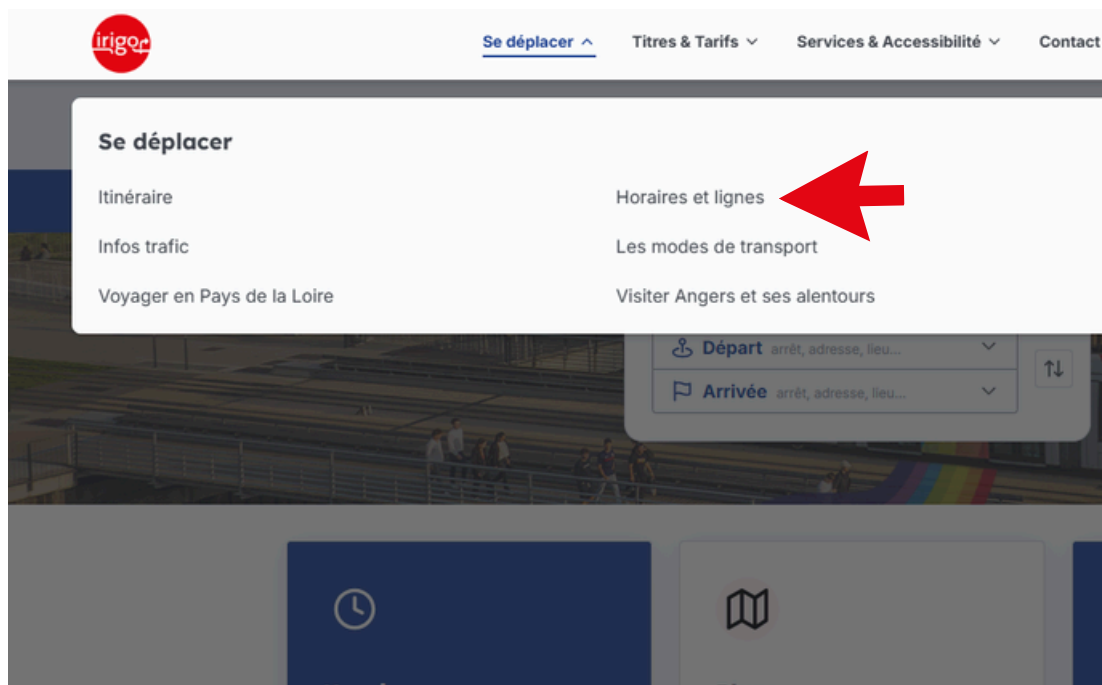 irigo
Se déplacer
Titres & Tarifs
Services & Accessibilité
Contact
Se déplacer
Itinéraire
Horaires et lignes
Infos trafic
Les modes de transport
Voyager en Pays de la Loire
Visiter Angers et ses alentours
Départ arrêt, adresse, lieu...
Arrivée arrêt, adresse, lieu...